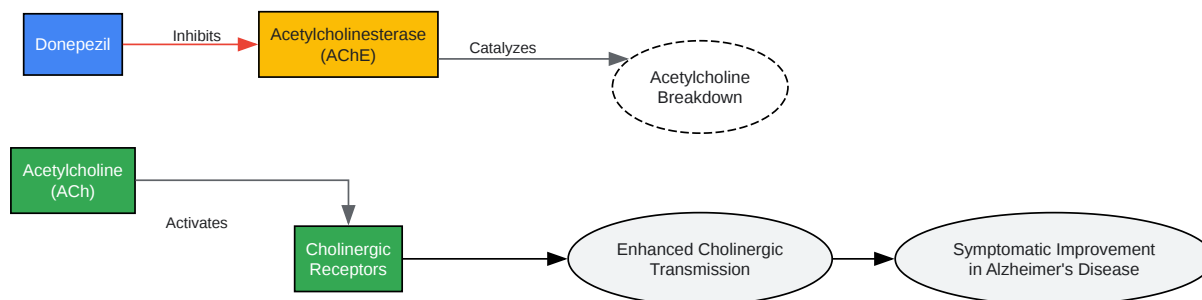 Donepezil
Inhibits
Acetylcholinesterase
(AChE)
Catalyzes
Acetylcholine
Breakdown
Acetylcholine
(ACh)
Activates
Cholinergic
Receptors
Enhanced Cholinergic
Transmission
Symptomatic Improvement
in Alzheimer's Disease